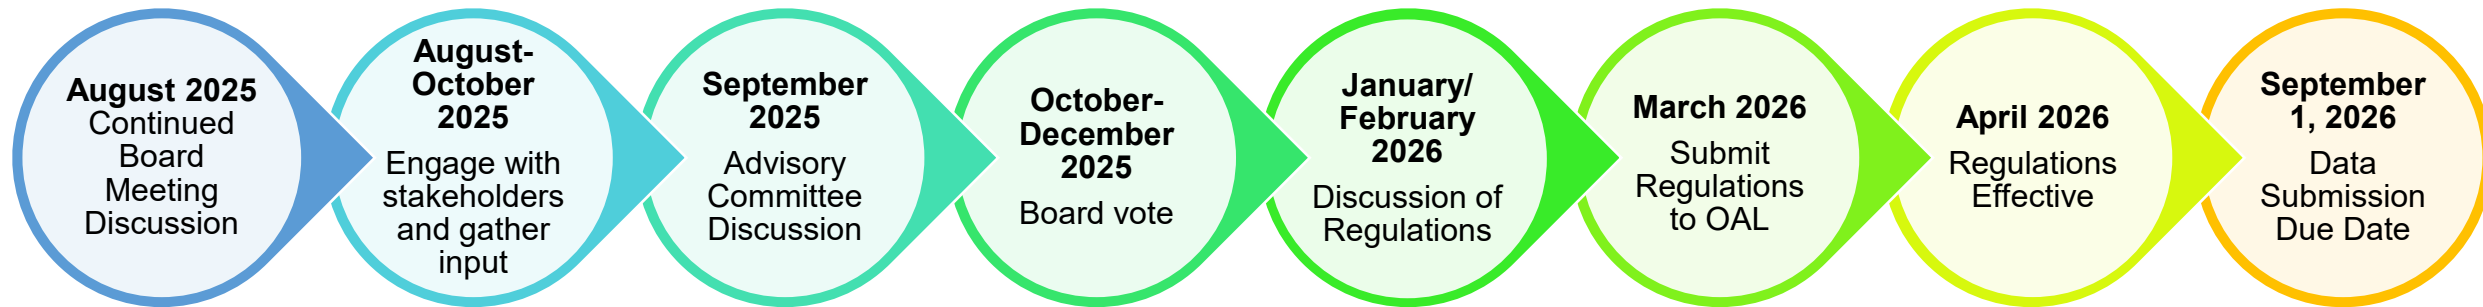 August 2025
Continued
Board
Meeting
Discussion
August-
October
2025
Engage with
stakeholders
and gather
input
September
2025
Advisory
Committee
Discussion
October-
December
2025
Board vote
January/
February
2026
Discussion of
Regulations
March 2026
Submit
Regulations
to OAL
April 2026
Regulations
Effective
September
1, 2026
Data
Submission
Due Date